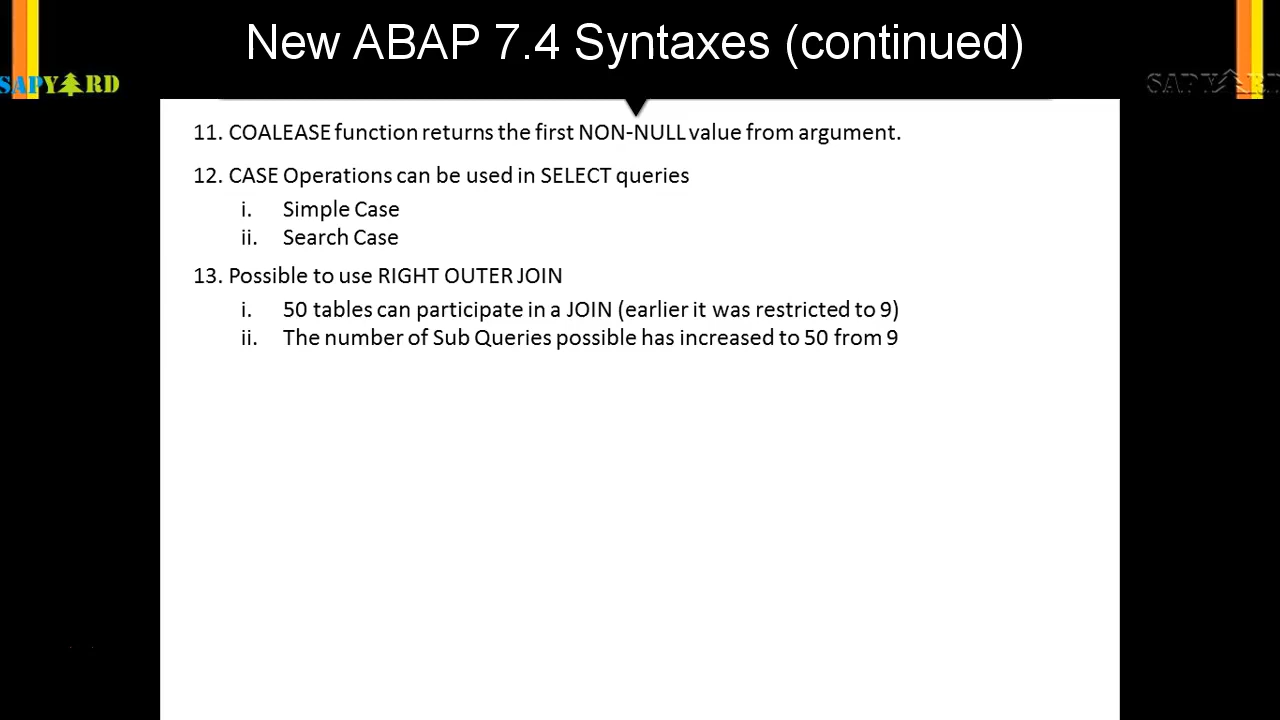 New ABAP 7.4 Syntaxes (continued)
SAPYARD
SAPYARD
11. COALEASE function returns the first NON-NULL value from argument.
12. CASE Operations can be used in SELECT queries
i. Simple Case
ii. Search Case
13. Possible to use RIGHT OUTER JOIN
i. 50 tables can participate in a JOIN (earlier it was restricted to 9)
ii. The number of Sub Queries possible has increased to 50 from 9